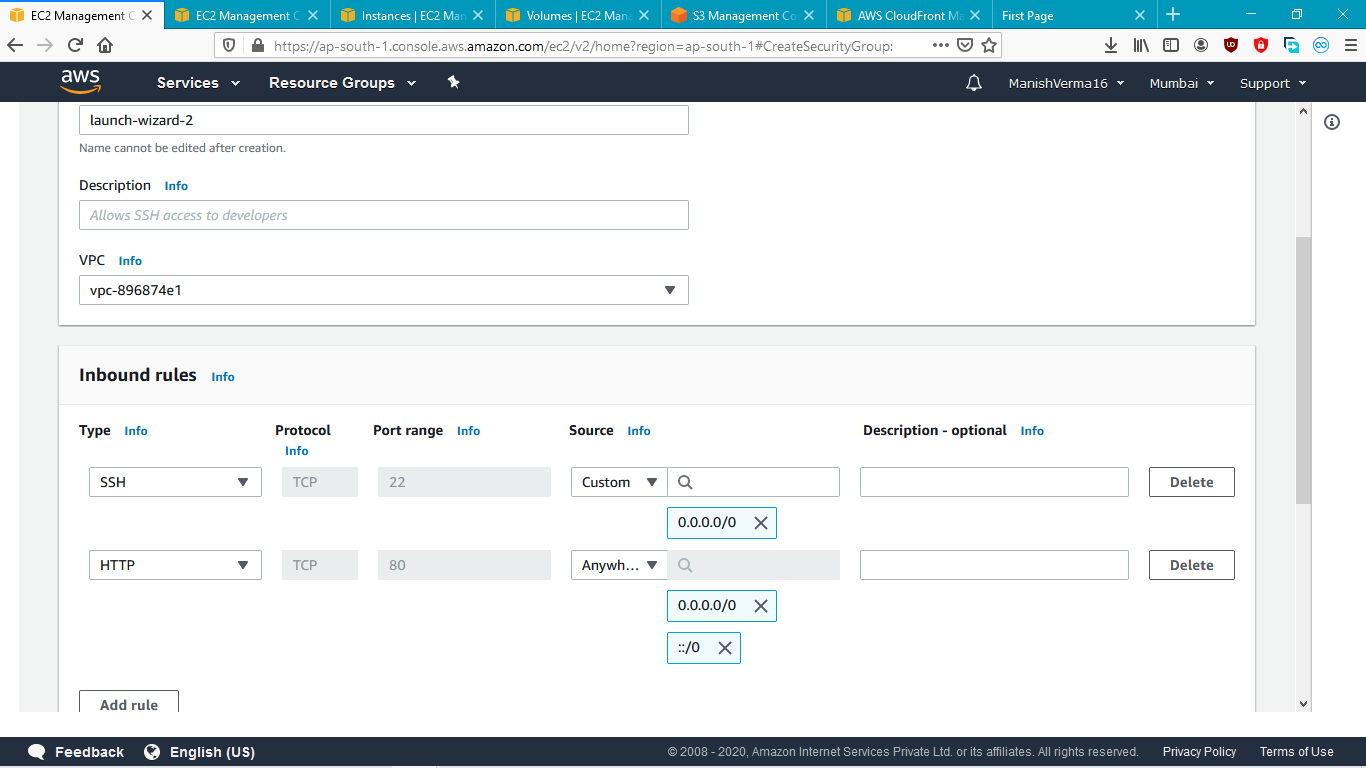 EC2 Management C
EC2 Management C
Instances | EC2 Man
Volumes | EC2 Mana
S3 Management Co
AWS CloudFront Ma
First Page
https://ap-south-1.console.aws.amazon.com/ec2/v2/home?region=ap-south-1#CreateSecurityGroup:
aws Services Resource Groups ManishVerma16 Mumbai Support
launch-wizard-2
Name cannot be edited after creation.
Description Info
Allows SSH access to developers
VPC Info
vpc-896874e1
Inbound rules Info
Type Info Protocol Info Port range Info Source Info Description - optional Info
SSH TCP 22 Custom Delete
0.0.0.0/0
HTTP TCP 80 Anywh... Delete
0.0.0.0/0
::/0
Add rule
Feedback English (US) © 2008 - 2020, Amazon Internet Services Private Ltd. or its affiliates. All rights reserved. Privacy Policy Terms of Use